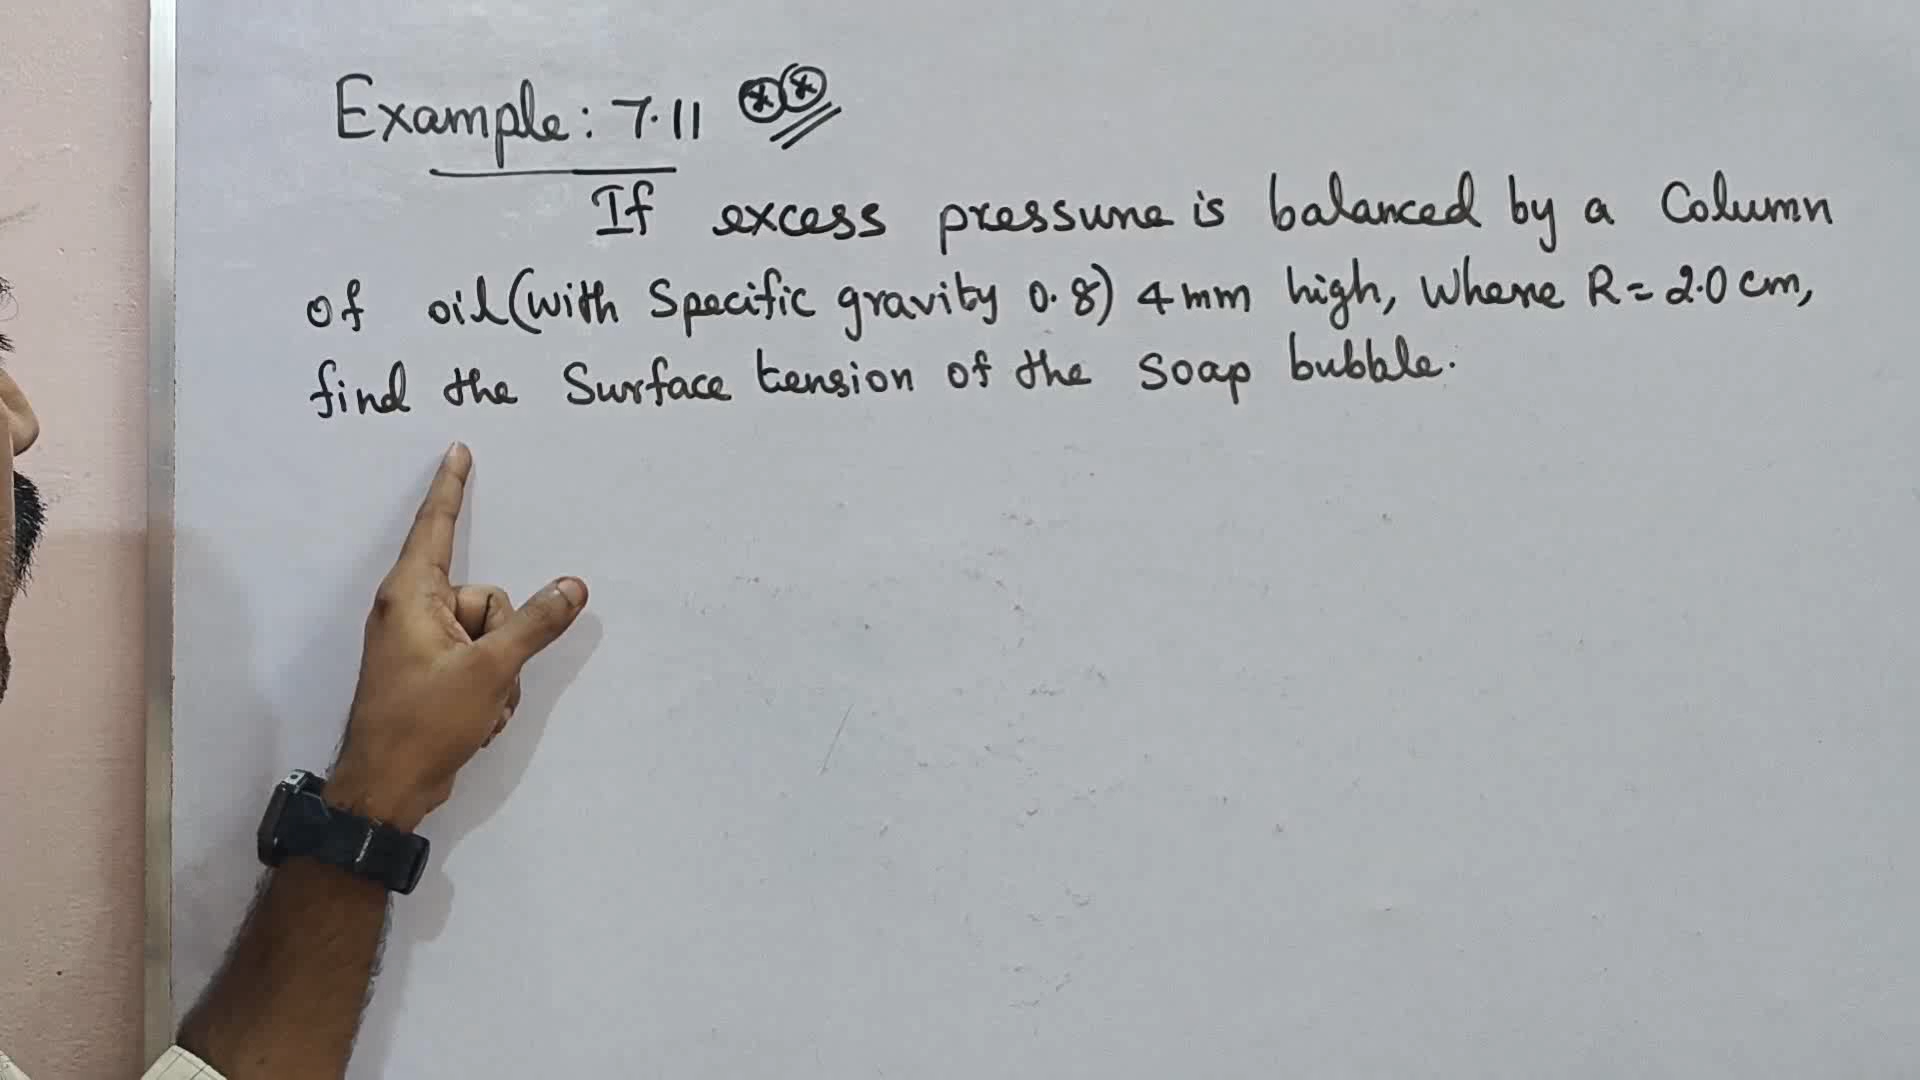 Example: 7.11
If excess pressure is balanced by a Column
of oil (with Specific gravity 0.8) 4 mm high, Where R = 2.0 cm,
find the Surface tension of the soap bubble.